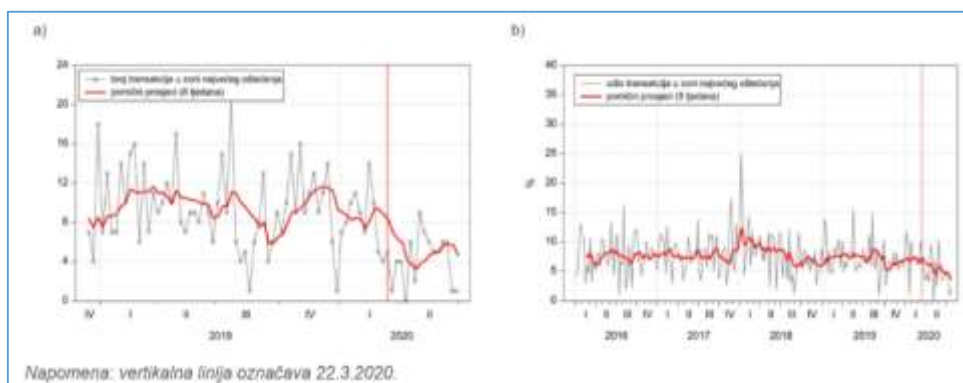 a)
24
20
16
12
8
4
0
broj transakcija u zoni najvećeg oštećenja
pomični prosjeci (8 tjedana)
IV I II III IV I II
2019 2020
b)
40
35
30
25
20
15
10
5
0
%
udio transakcija u zoni najvećeg oštećenja
pomični prosjeci (8 tjedana)
I II III IV I II III IV I II III IV I II III IV I II
2016 2017 2018 2019 2020
Napomena: vertikalna linija označava 22.3.2020.